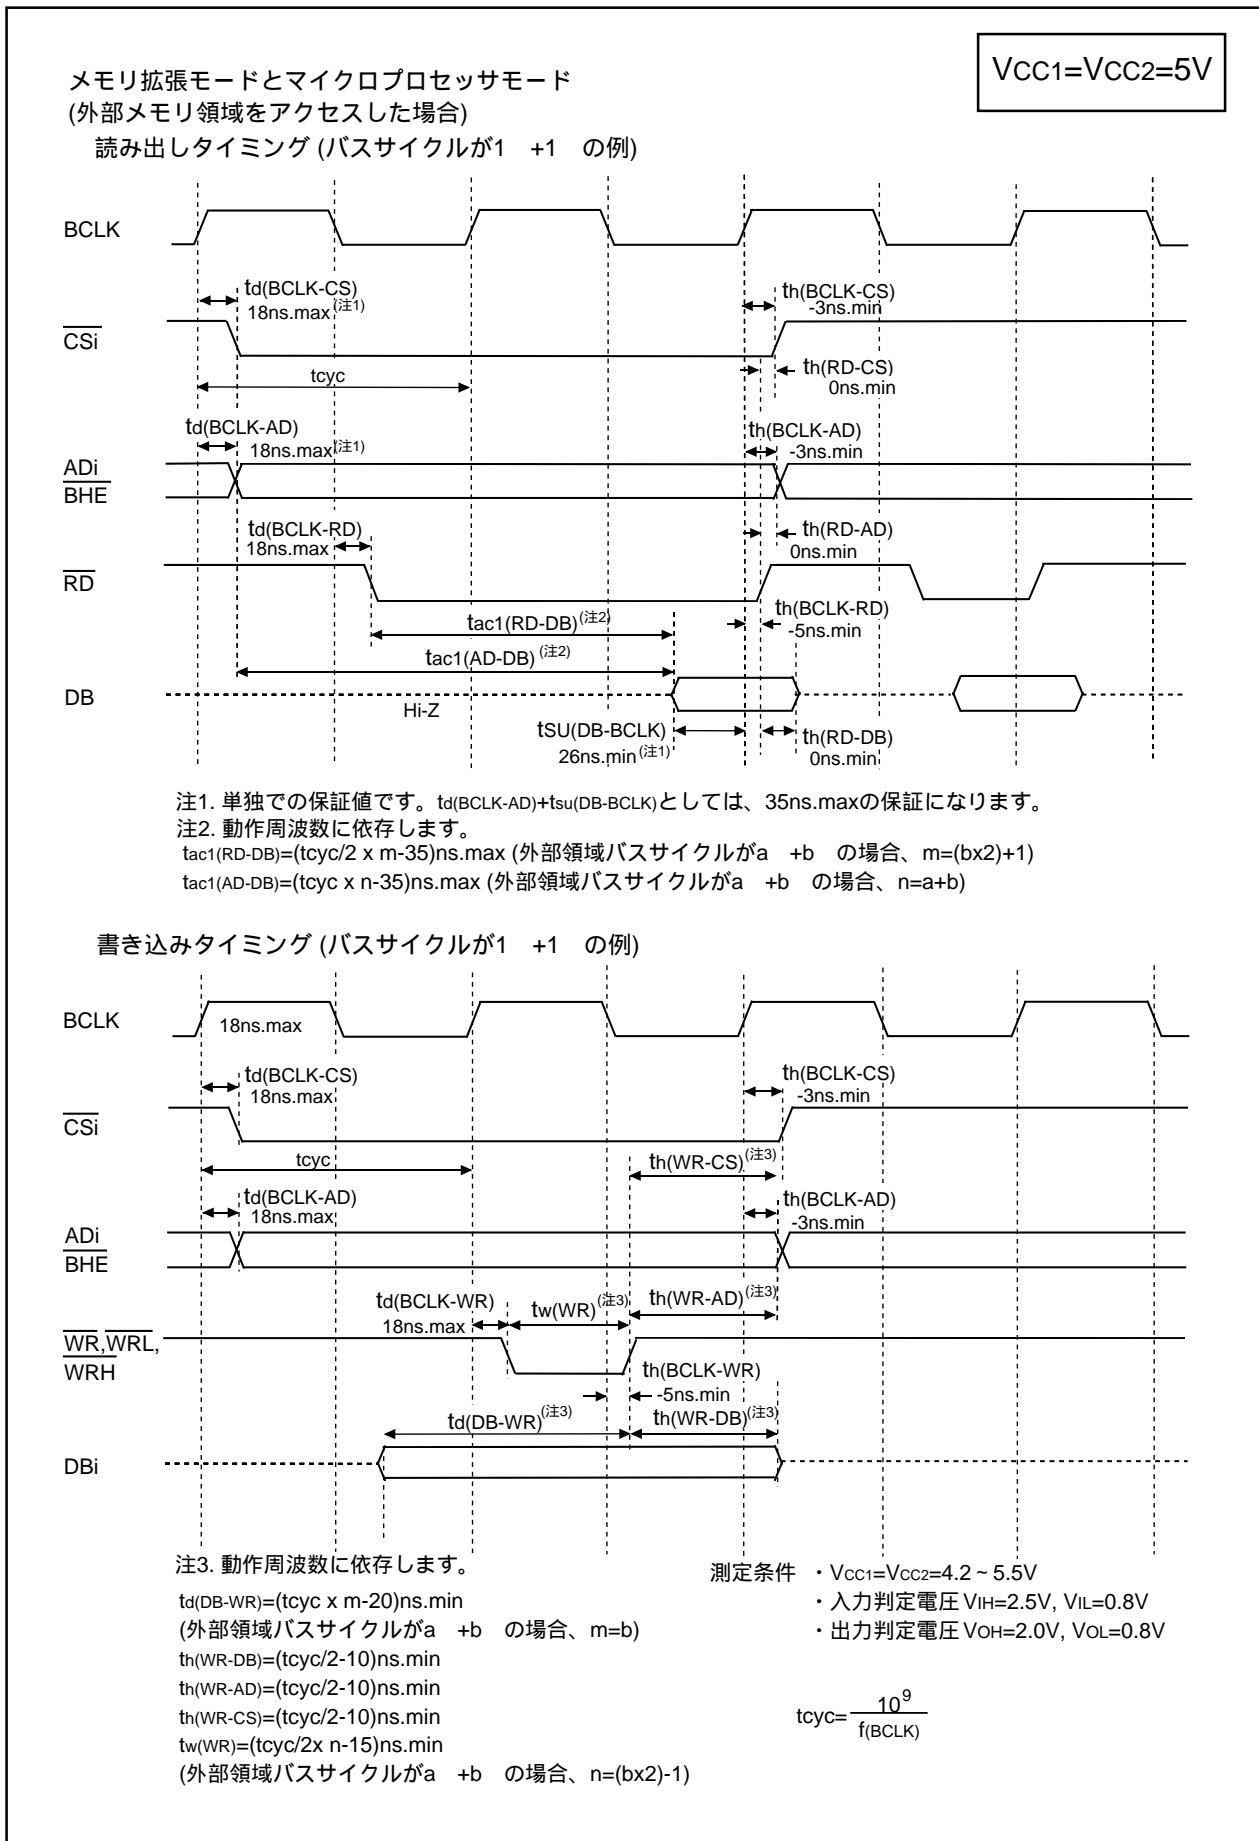 VCC1=VCC2=5V
メモリ拡張モードとマイクロプロセッサモード
(外部メモリ領域をアクセスした場合)
読み出しタイミング (バスサイクルが1　+1　の例)
BCLK
td(BCLK-CS)
18ns.max(注1)
th(BCLK-CS)
-3ns.min
CSi
th(RD-CS)
0ns.min
tcyc
td(BCLK-AD)
18ns.max(注1)
th(BCLK-AD)
-3ns.min
ADi
BHE
td(BCLK-RD)
18ns.max
th(RD-AD)
0ns.min
RD
tac1(RD-DB)(注2)
th(BCLK-RD)
-5ns.min
tac1(AD-DB)(注2)
DB
Hi-Z
tSU(DB-BCLK)
26ns.min(注1)
th(RD-DB)
0ns.min
注1. 単独での保証値です。td(BCLK-AD)+tsu(DB-BCLK)としては、35ns.maxの保証になります。
注2. 動作周波数に依存します。
tac1(RD-DB)=(tcyc/2 x m-35)ns.max (外部領域バスサイクルがa　+b　の場合、m=(bx2)+1)
tac1(AD-DB)=(tcyc x n-35)ns.max (外部領域バスサイクルがa　+b　の場合、n=a+b)
書き込みタイミング (バスサイクルが1　+1　の例)
BCLK
18ns.max
td(BCLK-CS)
18ns.max
th(BCLK-CS)
-3ns.min
CSi
tcyc
th(WR-CS)(注3)
td(BCLK-AD)
18ns.max
th(BCLK-AD)
-3ns.min
ADi
BHE
td(BCLK-WR)
18ns.max
tw(WR)(注3)
th(WR-AD)(注3)
WR,WRL,
WRH
th(BCLK-WR)
-5ns.min
td(DB-WR)(注3)
th(WR-DB)(注3)
DBi
注3. 動作周波数に依存します。
td(DB-WR)=(tcyc x m-20)ns.min
(外部領域バスサイクルがa　+b　の場合、m=b)
th(WR-DB)=(tcyc/2-10)ns.min
th(WR-AD)=(tcyc/2-10)ns.min
th(WR-CS)=(tcyc/2-10)ns.min
tw(WR)=(tcyc/2x n-15)ns.min
(外部領域バスサイクルがa　+b　の場合、n=(bx2)-1)
測定条件 ・VCC1=VCC2=4.2 ~ 5.5V
・入力判定電圧 VIH=2.5V, VIL=0.8V
・出力判定電圧 VOH=2.0V, VOL=0.8V
tcyc= 10^9 / f(BCLK)